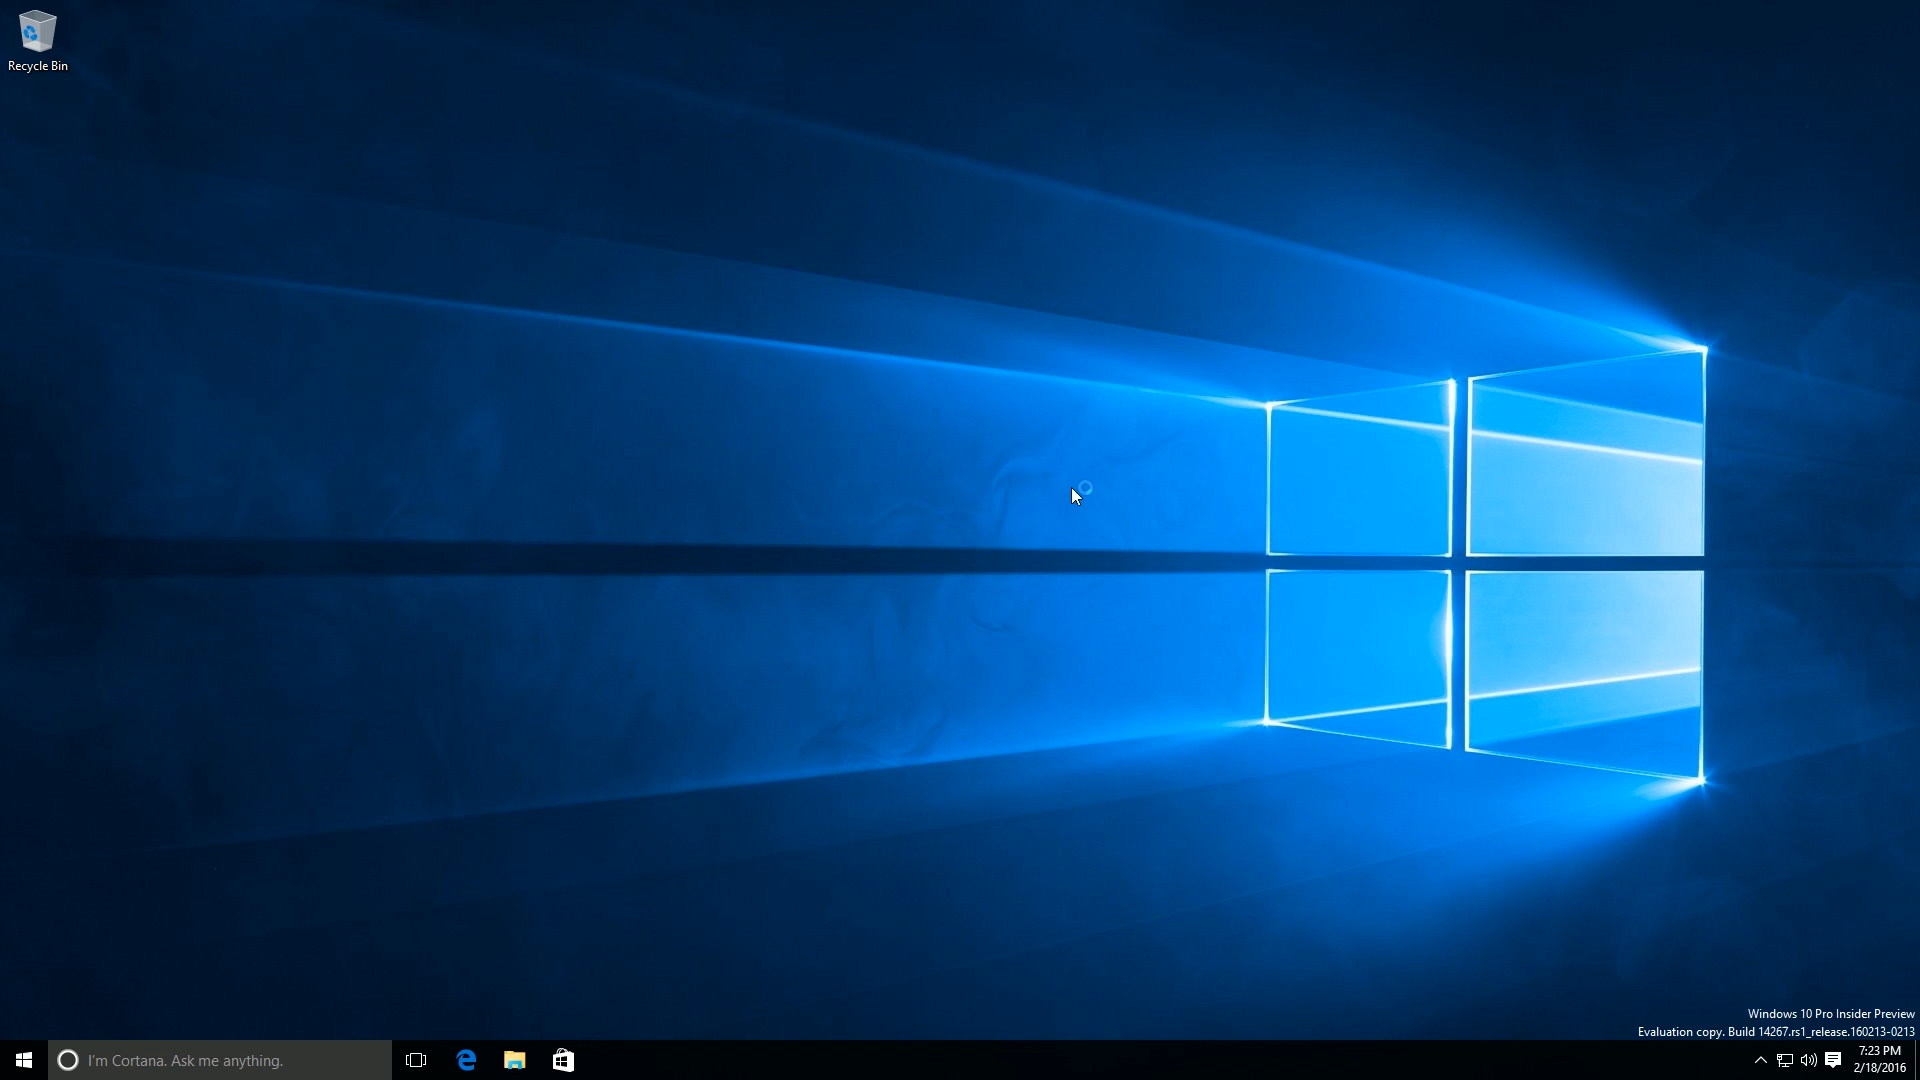 Recycle Bin
Windows 10 Pro Insider Preview
Evaluation copy. Build 14267.rs1_release.160213-0213
I'm Cortana. Ask me anything.
7:23 PM
2/18/2016